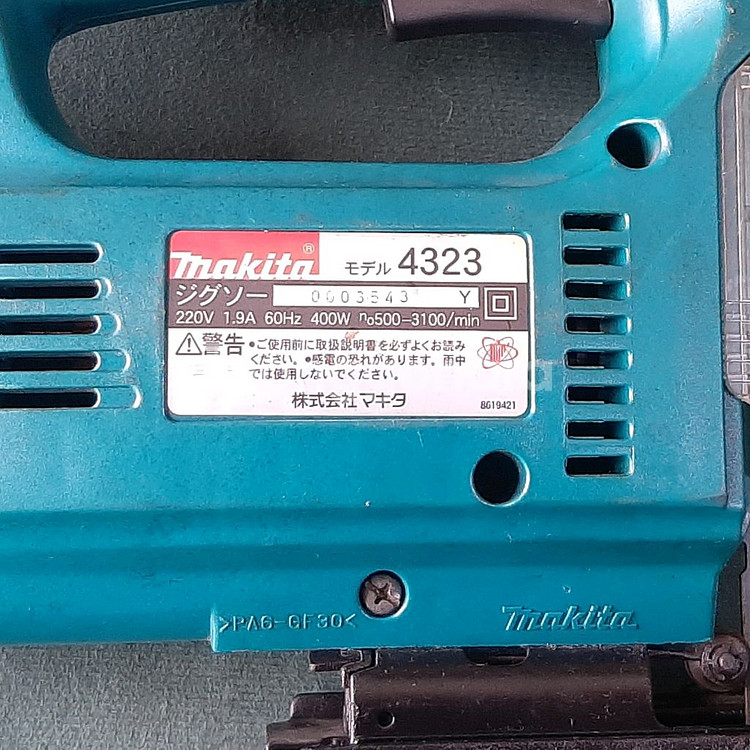 makita® モデル 4323
ジグソー 0003543 Y
220V 1.9A 60Hz 400W n₀500-3100/min
⚠警告 •ご使用前に取扱説明書を必ずよくお読み
ください。•感電の恐れがあります。雨中
では使用しないでください。
株式会社マキタ 8619421
>PA6-GF30< makita